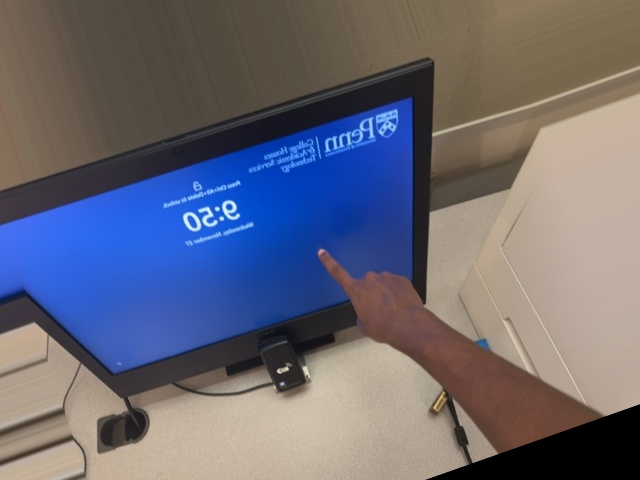 Penn
College Houses
& Academic Services
Technology
Press Ctrl+Alt+Delete to unlock.
9:50
Wednesday, November 27